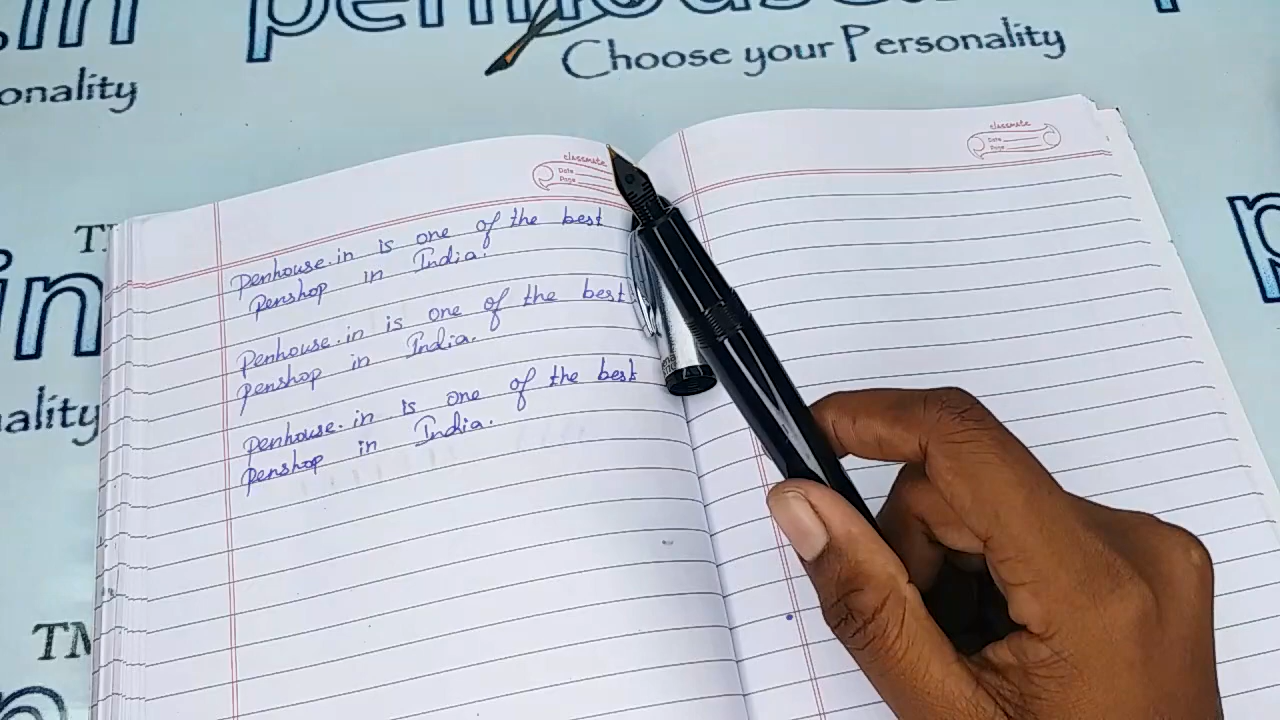 .in
penhouse.
onality
Choose your Personality
classmate
Date
Page
classmate
Date
Page
Penhouse.in is one of the best
Penshop in India.
Penhouse.in is one of the best
penshop in India.
penhouse.in is one of the best
penshop in India.
in
ality
TM